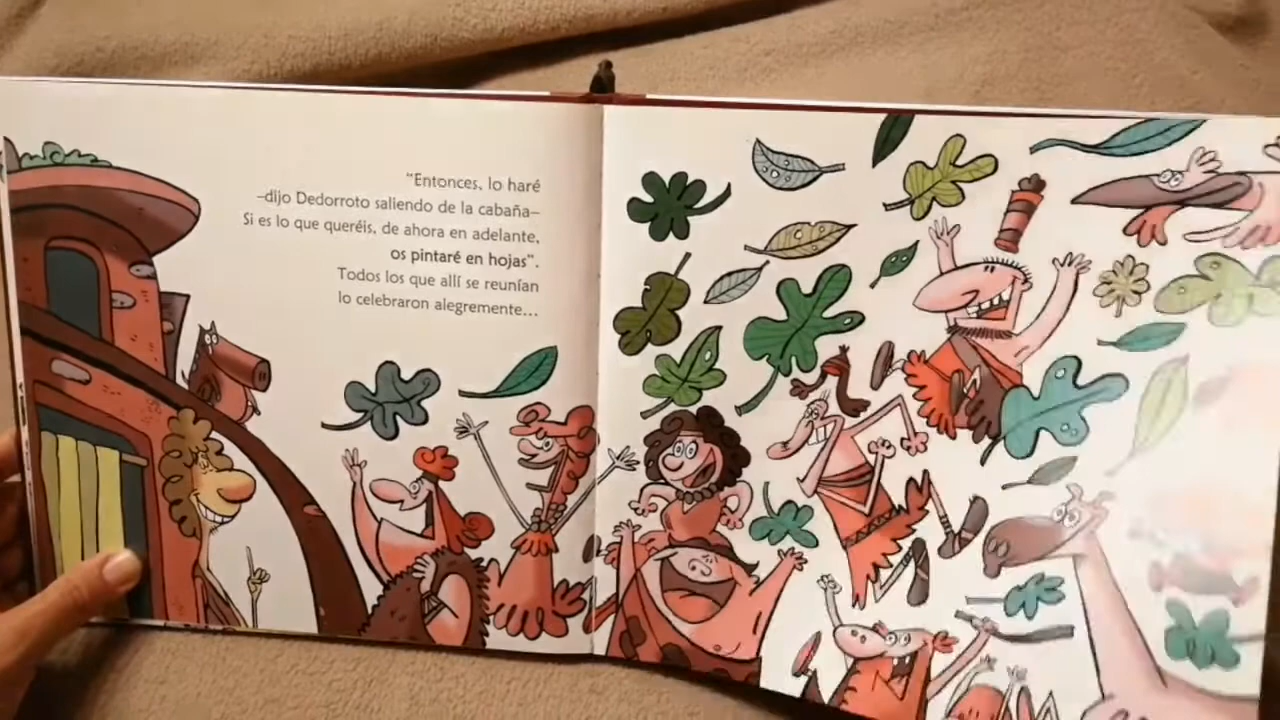 "Entonces, lo haré
–dijo Dedorroto saliendo de la cabaña–
Si es lo que queréis, de ahora en adelante,
os pintaré en hojas".
Todos los que allí se reunían
lo celebraron alegremente...